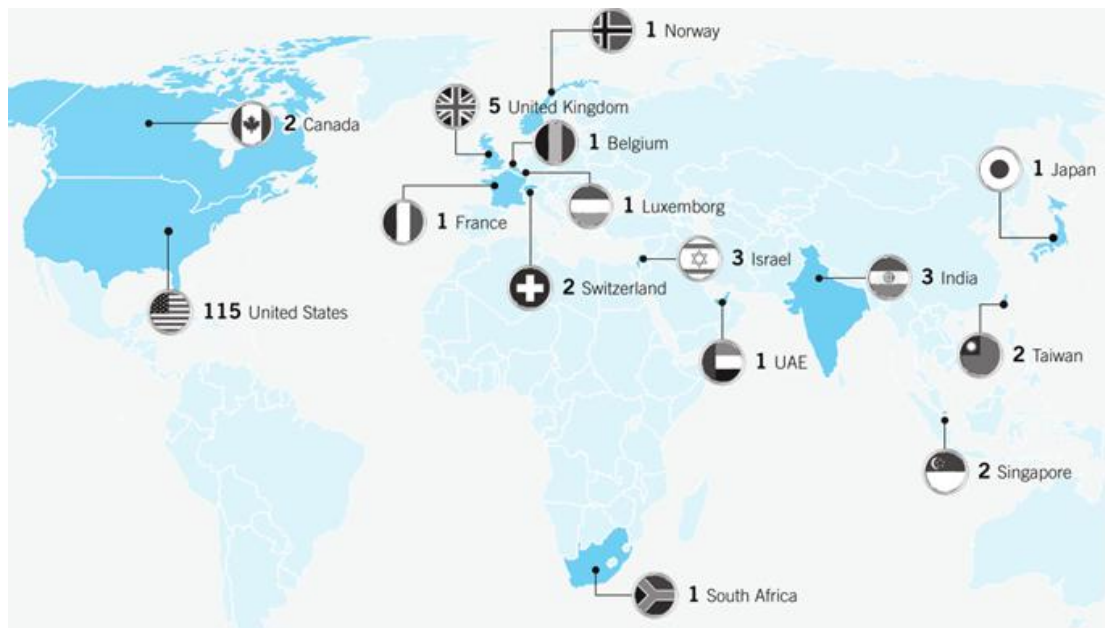 1 Norway
5 United Kingdom
2 Canada
1 Belgium
1 Japan
1 Luxemborg
1 France
3 Israel
3 India
2 Switzerland
115 United States
2 Taiwan
1 UAE
2 Singapore
1 South Africa